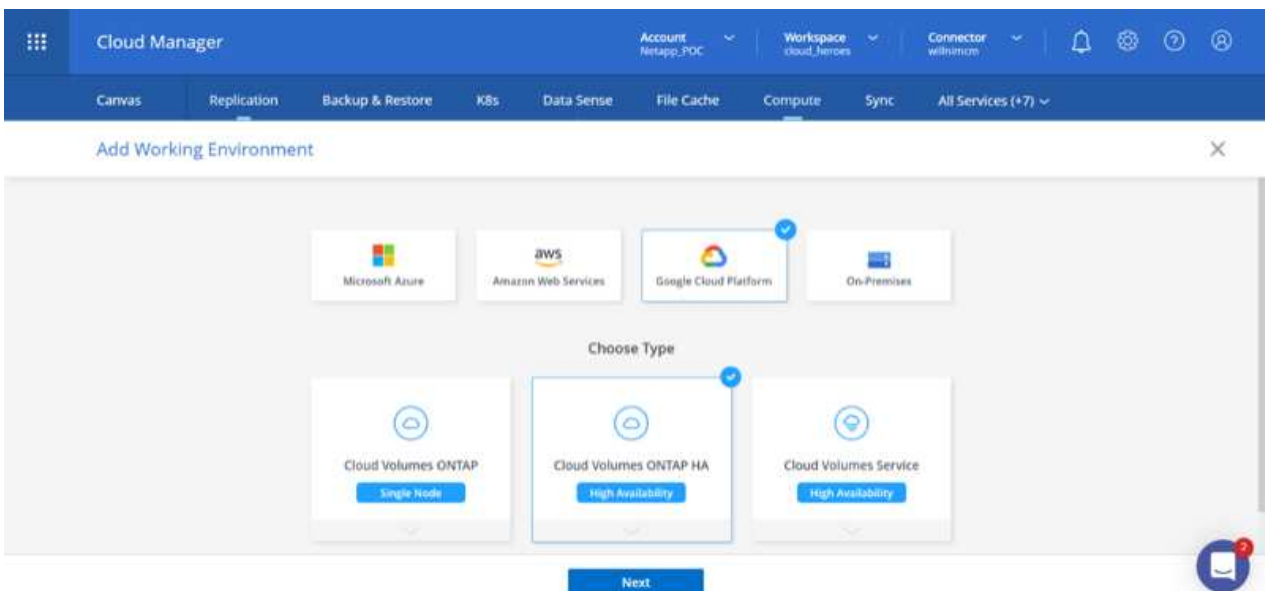 Cloud Manager
Account
Netapp_POC
Workspace
cloud_heroes
Connector
willnimcm
Canvas
Replication
Backup & Restore
K8s
Data Sense
File Cache
Compute
Sync
All Services (+7)
Add Working Environment
Microsoft Azure
aws
Amazon Web Services
Google Cloud Platform
On-Premises
Choose Type
Cloud Volumes ONTAP
Single Node
Cloud Volumes ONTAP HA
High Availability
Cloud Volumes Service
High Availability
Next